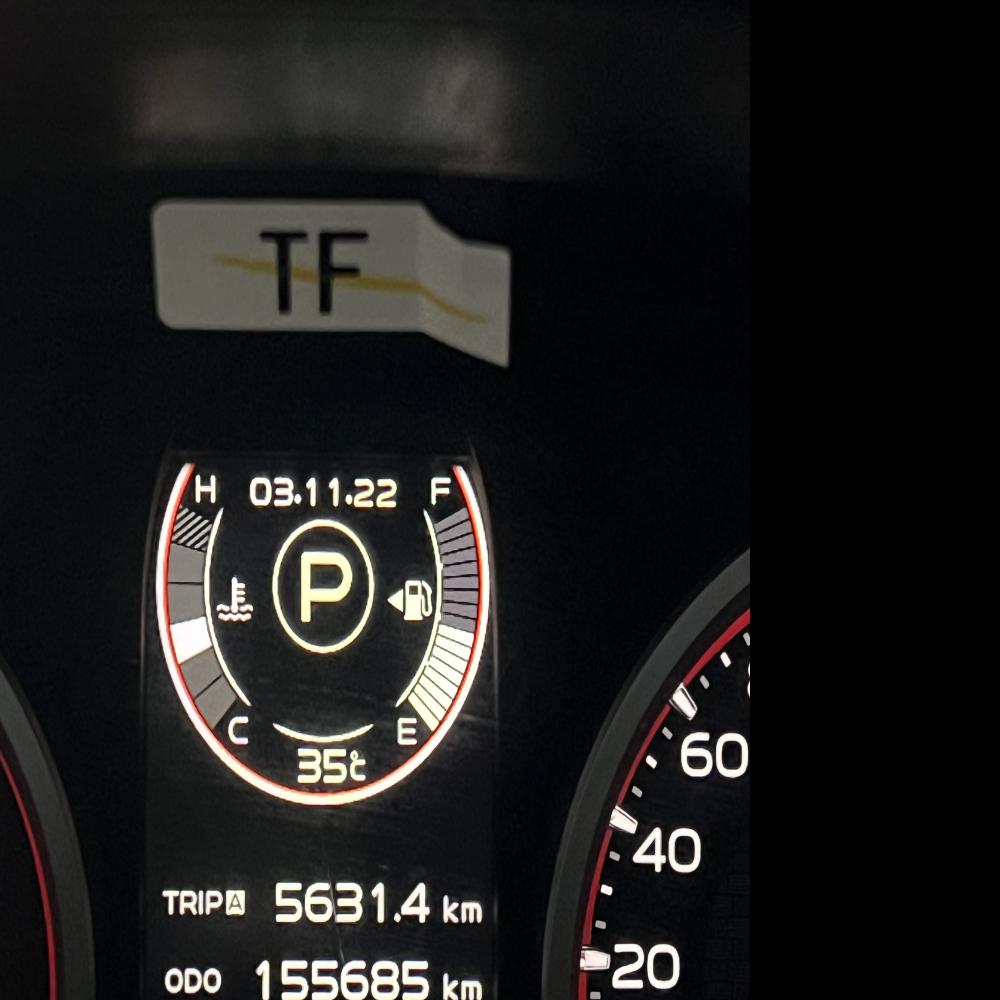 TF
H 03.11.22 F
P
C E
35℃
TRIP A 5631.4 km
ODO 155685 km
60
40
20